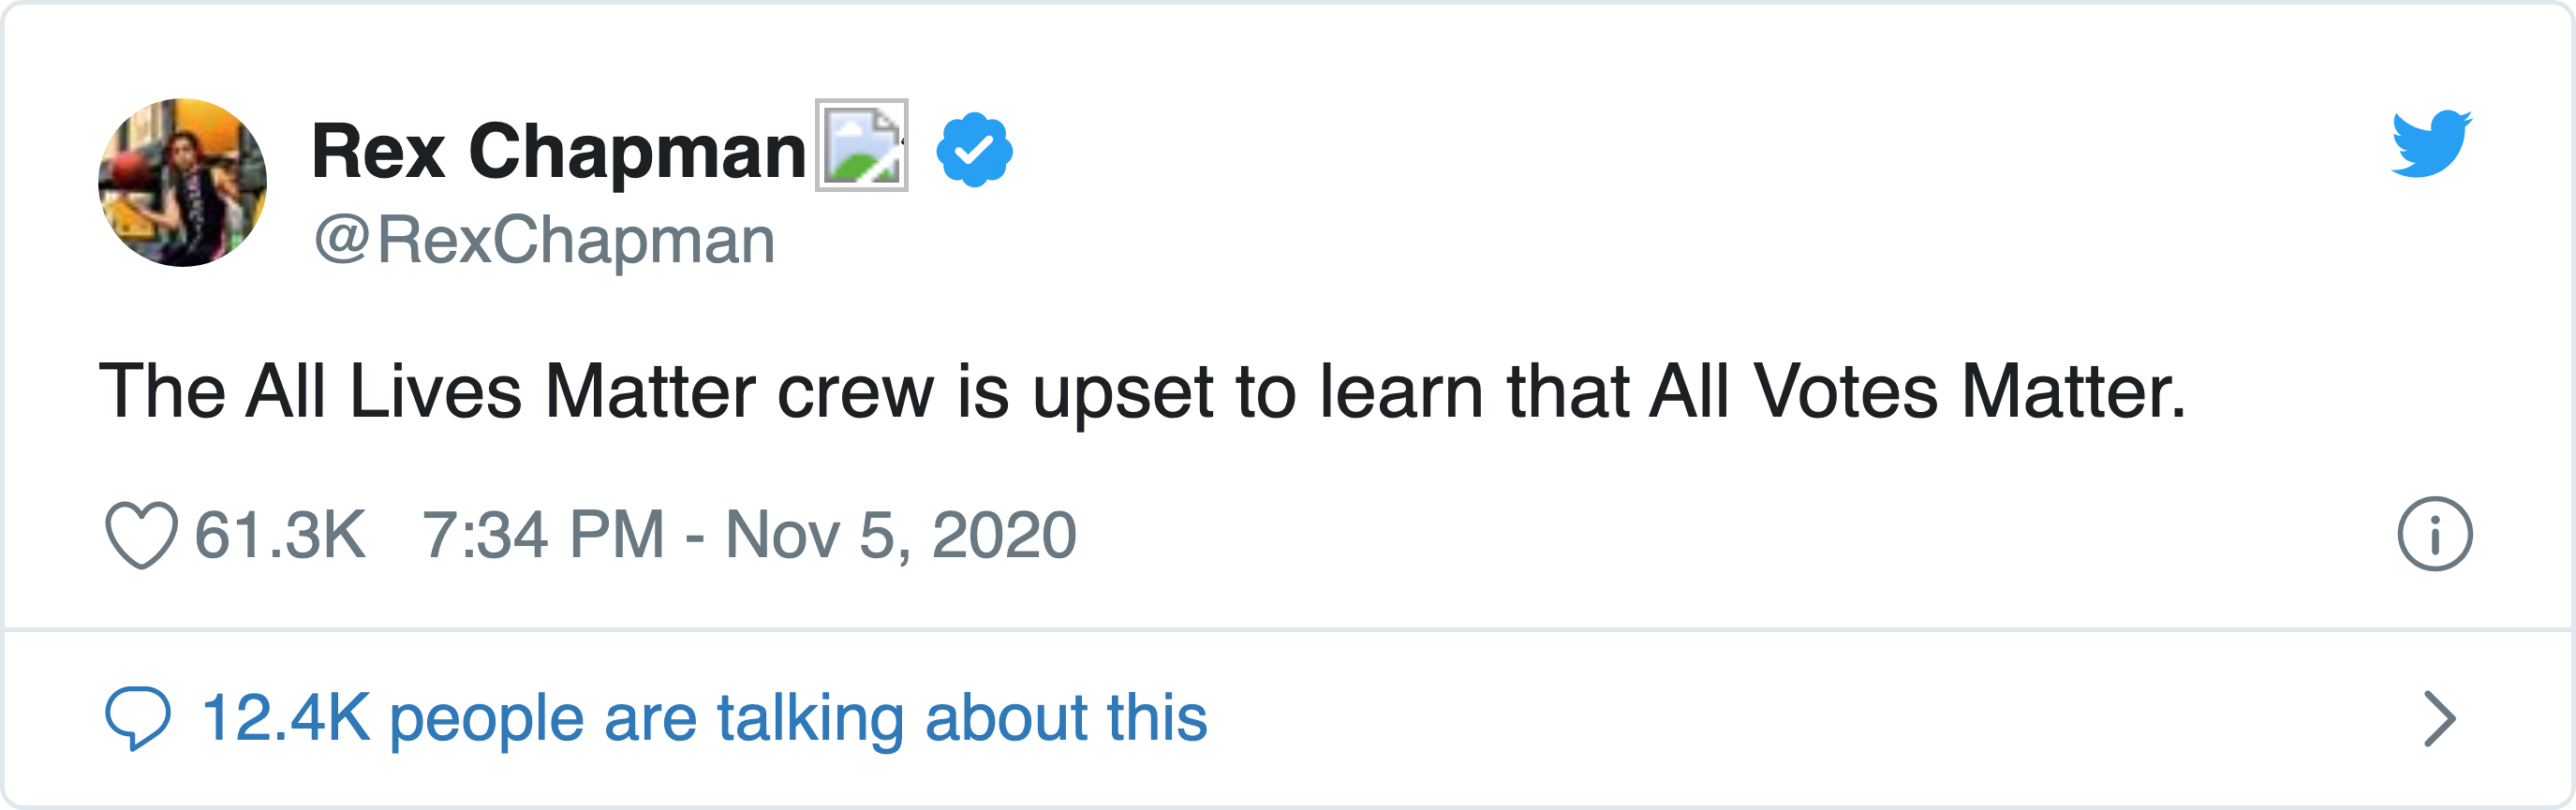 Rex Chapman
@RexChapman
The All Lives Matter crew is upset to learn that All Votes Matter.
61.3K 7:34 PM - Nov 5, 2020
12.4K people are talking about this